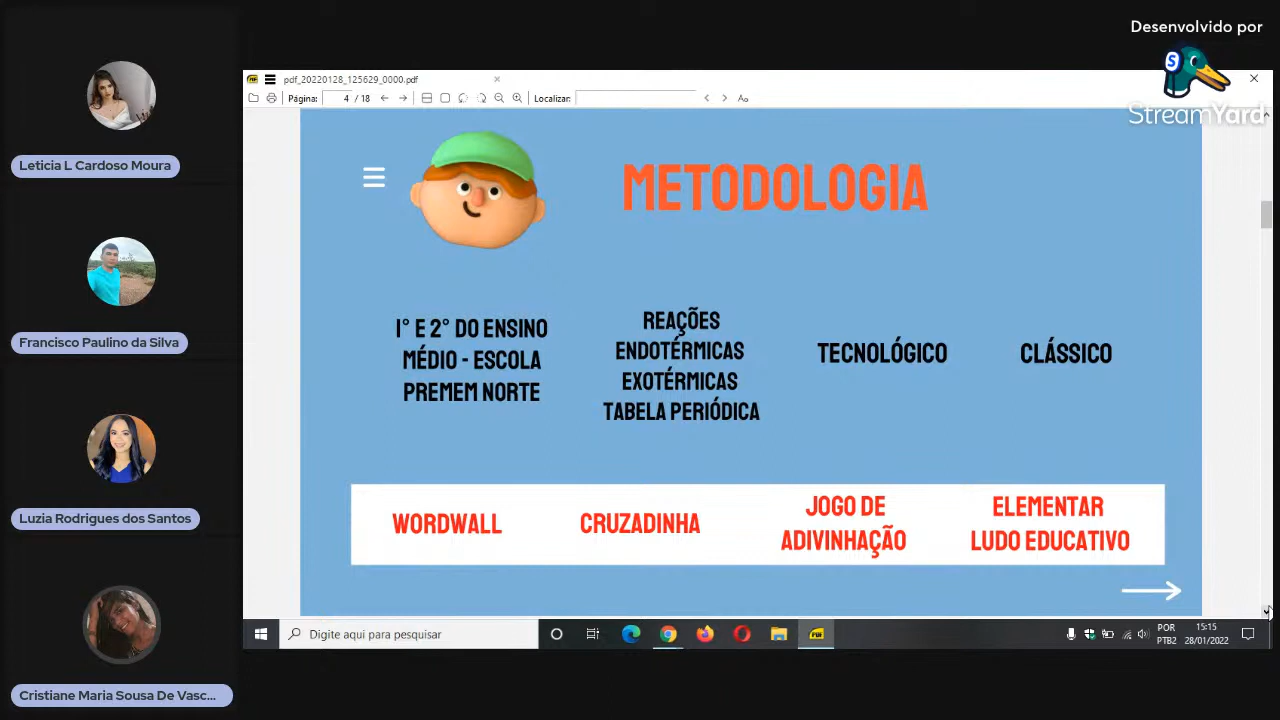 Desenvolvido por
StreamYard
Leticia L Cardoso Moura
Francisco Paulino da Silva
Luzia Rodrigues dos Santos
Cristiane Maria Sousa De Vasc...
pdf_20220128_125629_0000.pdf
Página: 4 / 18 Localizar:
METODOLOGIA
1° E 2° DO ENSINO
MÉDIO - ESCOLA
PREMEM NORTE
REAÇÕES
ENDOTÉRMICAS
EXOTÉRMICAS
TABELA PERIÓDICA
TECNOLÓGICO
CLÁSSICO
WORDWALL
CRUZADINHA
JOGO DE
ADIVINHAÇÃO
ELEMENTAR
LUDO EDUCATIVO
Digite aqui para pesquisar
POR
PTB2
15:15
28/01/2022